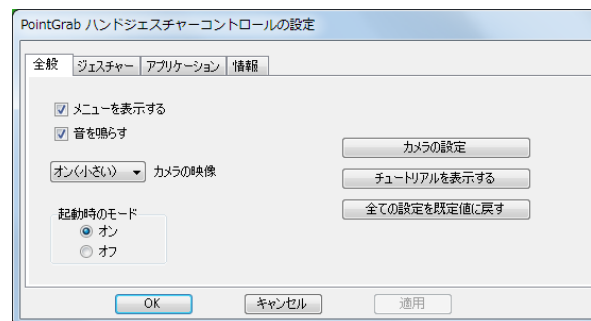 PointGrab ハンドジェスチャーコントロールの設定
全般 ジェスチャー アプリケーション 情報
メニューを表示する
音を鳴らす
オン(小さい) カメラの映像
起動時のモード
オン
オフ
カメラの設定
チュートリアルを表示する
全ての設定を既定値に戻す
OK キャンセル 適用